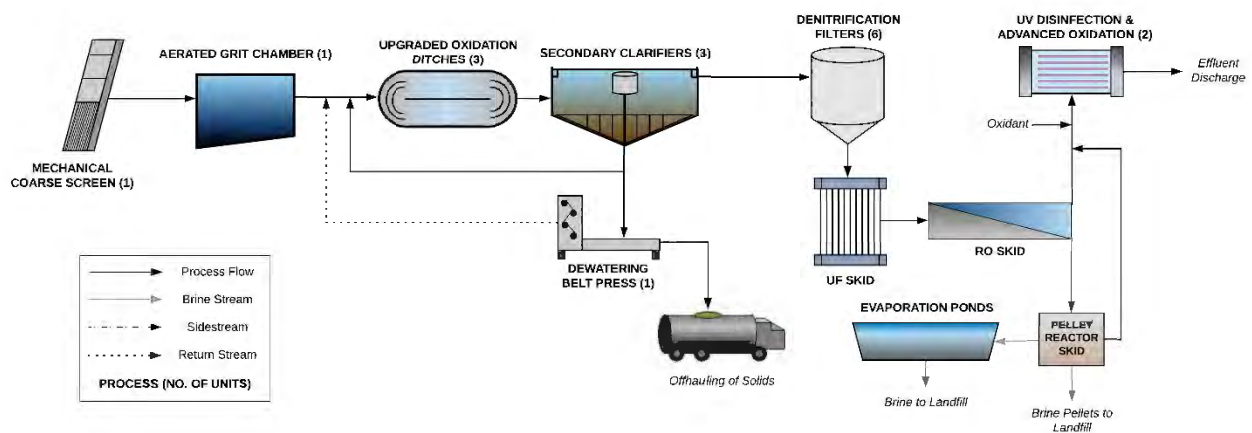 MECHANICAL
COARSE SCREEN (1)
AERATED GRIT CHAMBER (1)
UPGRADED OXIDATION
DITCHES (3)
SECONDARY CLARIFIERS (3)
DENITRIFICATION
FILTERS (6)
UV DISINFECTION &
ADVANCED OXIDATION (2)
Effluent
Discharge
Oxidant
UF SKID
RO SKID
DEWATERING
BELT PRESS (1)
Offhauling of Solids
EVAPORATION PONDS
PELLET
REACTOR
SKID
Brine to Landfill
Brine Pellets to
Landfill
Process Flow
Brine Stream
Sidestream
Return Stream
PROCESS (NO. OF UNITS)